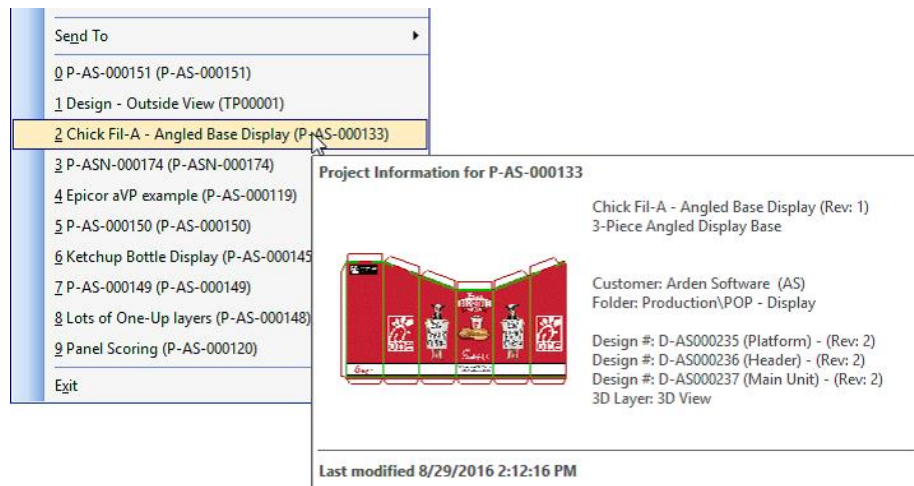 Send To
0 P-AS-000151 (P-AS-000151)
1 Design - Outside View (TP00001)
2 Chick Fil-A - Angled Base Display (P-AS-000133)
3 P-ASN-000174 (P-ASN-000174)
4 Epicor aVP example (P-AS-000119)
5 P-AS-000150 (P-AS-000150)
6 Ketchup Bottle Display (P-AS-000145
7 P-AS-000149 (P-AS-000149)
8 Lots of One-Up layers (P-AS-000148)
9 Panel Scoring (P-AS-000120)
Exit
Project Information for P-AS-000133
Chick Fil-A - Angled Base Display (Rev: 1)
3-Piece Angled Display Base
Customer: Arden Software (AS)
Folder: Production\POP - Display
Design #: D-AS000235 (Platform) - (Rev: 2)
Design #: D-AS000236 (Header) - (Rev: 2)
Design #: D-AS000237 (Main Unit) - (Rev: 2)
3D Layer: 3D View
Last modified 8/29/2016 2:12:16 PM